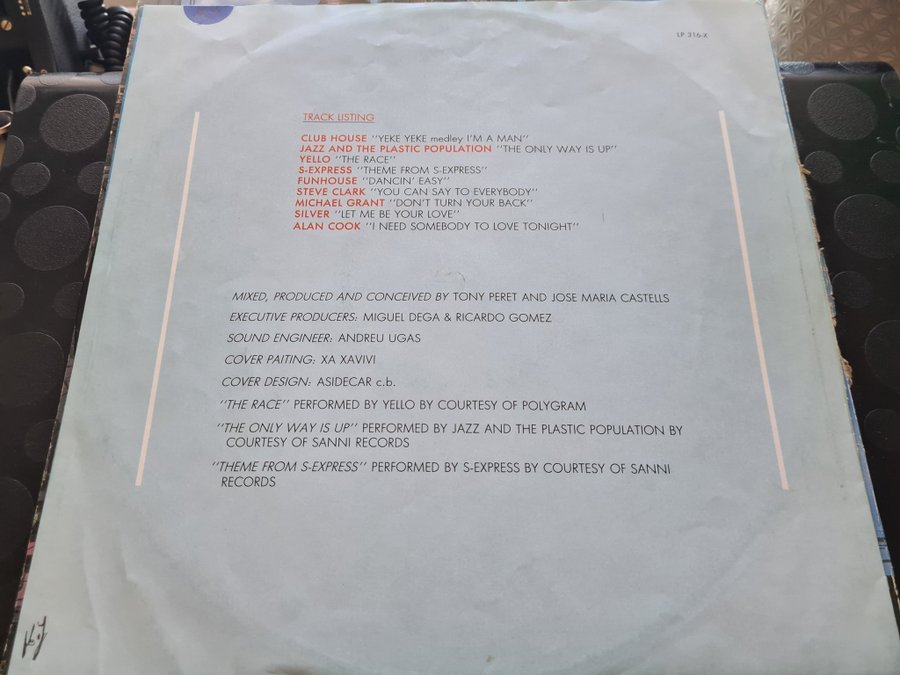 LP 316-X
TRACK LISTING
CLUB HOUSE "YEKE YEKE medley I'M A MAN"
JAZZ AND THE PLASTIC POPULATION "THE ONLY WAY IS UP"
YELLO "THE RACE"
S-EXPRESS "THEME FROM S-EXPRESS"
FUNHOUSE "DANCIN' EASY"
STEVE CLARK "YOU CAN SAY TO EVERYBODY"
MICHAEL GRANT "DON'T TURN YOUR BACK"
SILVER "LET ME BE YOUR LOVE"
ALAN COOK "I NEED SOMEBODY TO LOVE TONIGHT"
MIXED, PRODUCED AND CONCEIVED BY TONY PERET AND JOSE MARIA CASTELLS
EXECUTIVE PRODUCERS: MIGUEL DEGA & RICARDO GOMEZ
SOUND ENGINEER: ANDREU UGAS
COVER PAITING: XA XAVIVI
COVER DESIGN: ASIDECAR c.b.
"THE RACE" PERFORMED BY YELLO BY COURTESY OF POLYGRAM
"THE ONLY WAY IS UP" PERFORMED BY JAZZ AND THE PLASTIC POPULATION BY
COURTESY OF SANNI RECORDS
"THEME FROM S-EXPRESS" PERFORMED BY S-EXPRESS BY COURTESY OF SANNI
RECORDS